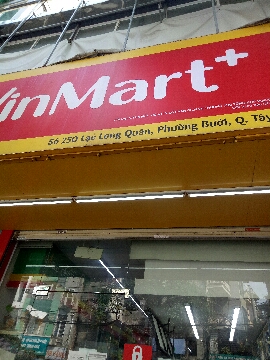 VinMart+
Số 250 Lạc Long Quân, Phường Bưởi, Q. Tây